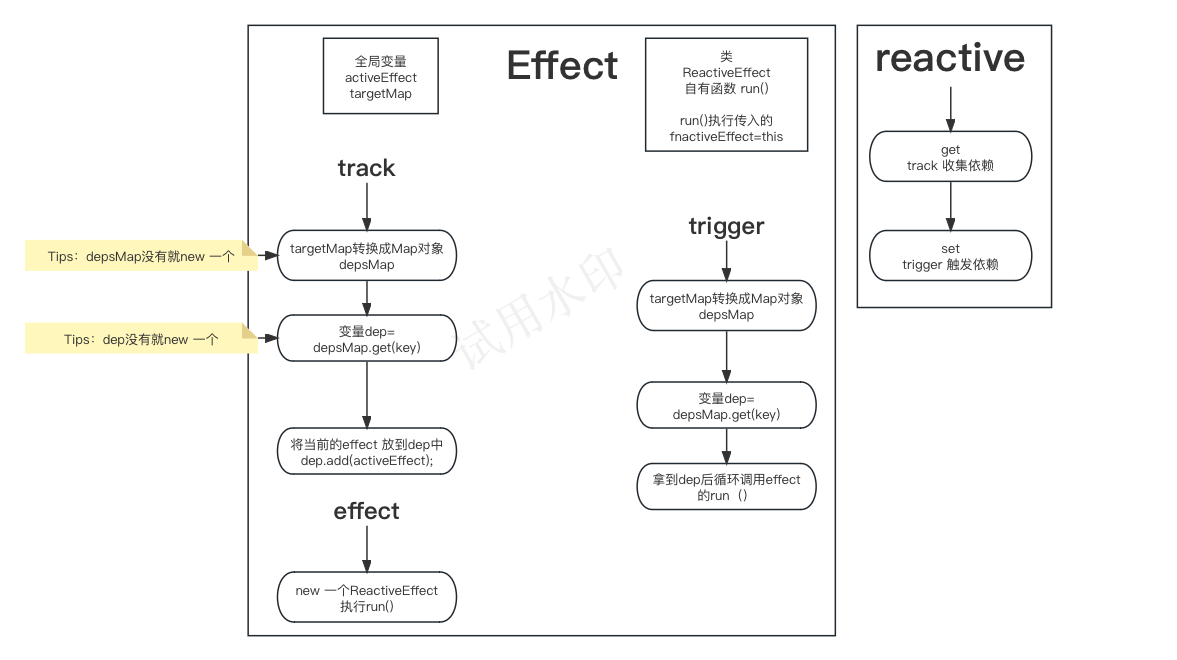 Effect
全局变量
activeEffect
targetMap
类
ReactiveEffect
自有函数 run()
run()执行传入的
fnactiveEffect=this
track
Tips：depsMap没有就new 一个
targetMap转换成Map对象
depsMap
Tips：dep没有就new 一个
变量dep=
depsMap.get(key)
将当前的effect 放到dep中
dep.add(activeEffect);
effect
new 一个ReactiveEffect
执行run()
trigger
targetMap转换成Map对象
depsMap
变量dep=
depsMap.get(key)
拿到dep后循环调用effect
的run（）
reactive
get
track 收集依赖
set
trigger 触发依赖
试用水印